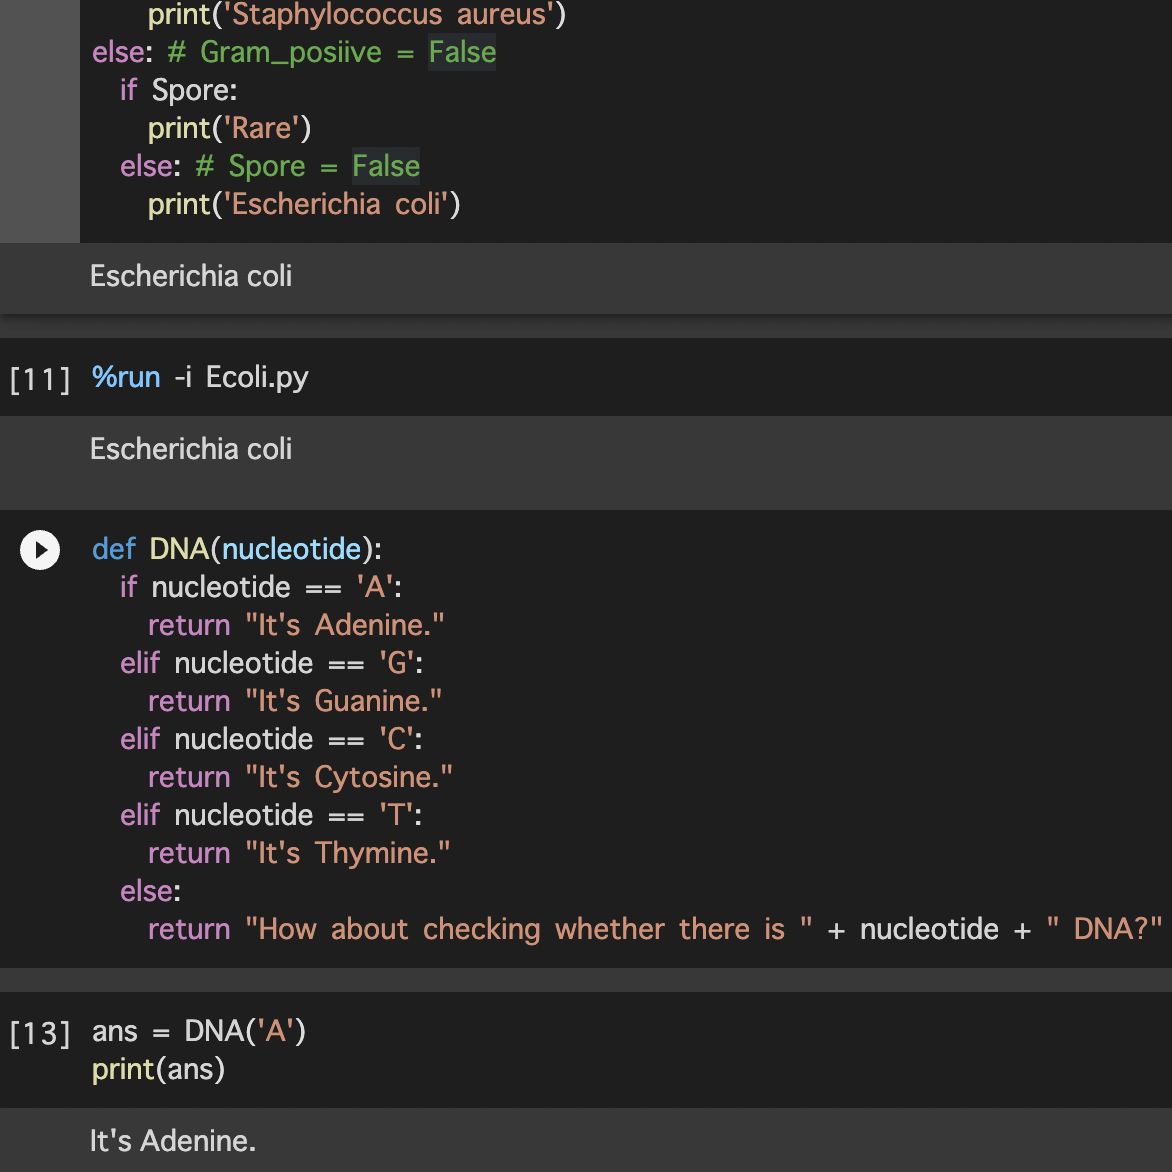 print('Staphylococcus aureus')
else: # Gram_posiive = False
if Spore:
print('Rare')
else: # Spore = False
print('Escherichia coli')
Escherichia coli
[11] %run -i Ecoli.py
Escherichia coli
def DNA(nucleotide):
if nucleotide == 'A':
return "It's Adenine."
elif nucleotide == 'G':
return "It's Guanine."
elif nucleotide == 'C':
return "It's Cytosine."
elif nucleotide == 'T':
return "It's Thymine."
else:
return "How about checking whether there is " + nucleotide + " DNA?"
[13] ans = DNA('A')
print(ans)
It's Adenine.